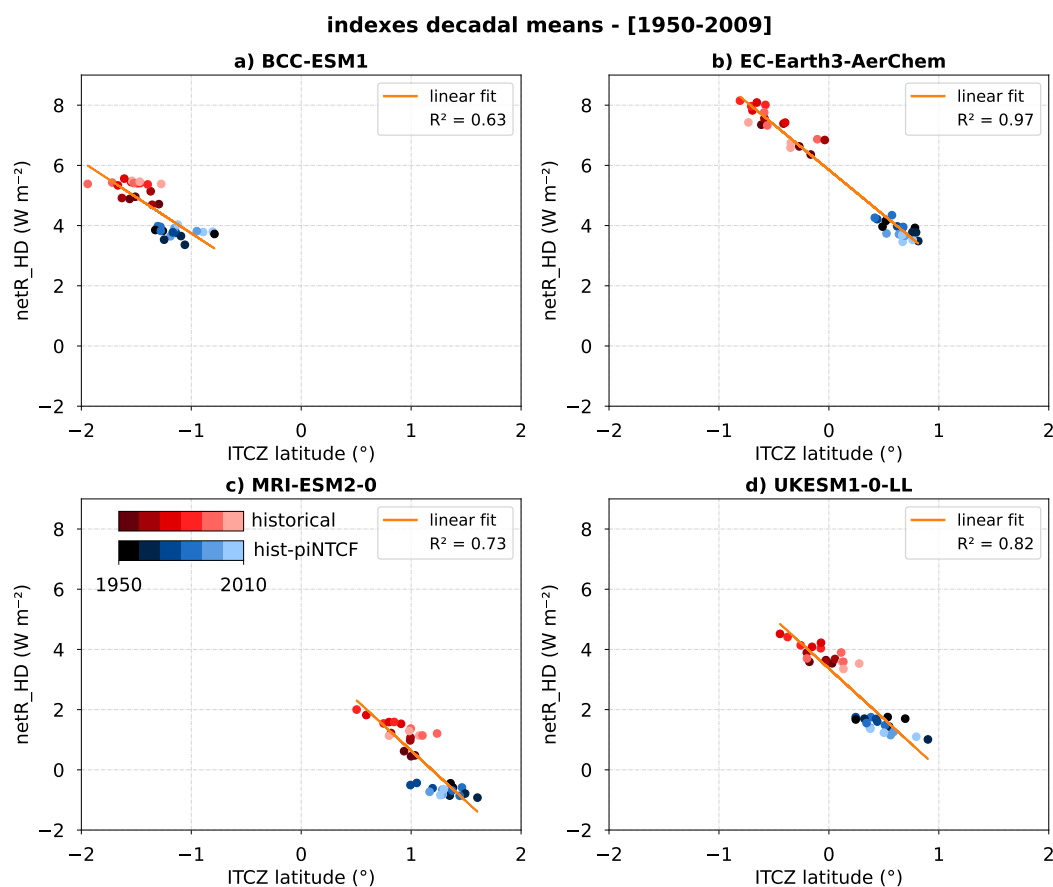 indexes decadal means - [1950-2009]
a) BCC-ESM1
8
6
4
2
0
−2
netR_HD (W m⁻²)
linear fit
R² = 0.63
−2 −1 0 1 2
ITCZ latitude (°)
b) EC-Earth3-AerChem
8
6
4
2
0
−2
netR_HD (W m⁻²)
linear fit
R² = 0.97
−2 −1 0 1 2
ITCZ latitude (°)
c) MRI-ESM2-0
8
6
4
2
0
−2
netR_HD (W m⁻²)
historical
hist-piNTCF
1950 2010
linear fit
R² = 0.73
−2 −1 0 1 2
ITCZ latitude (°)
d) UKESM1-0-LL
8
6
4
2
0
−2
netR_HD (W m⁻²)
linear fit
R² = 0.82
−2 −1 0 1 2
ITCZ latitude (°)